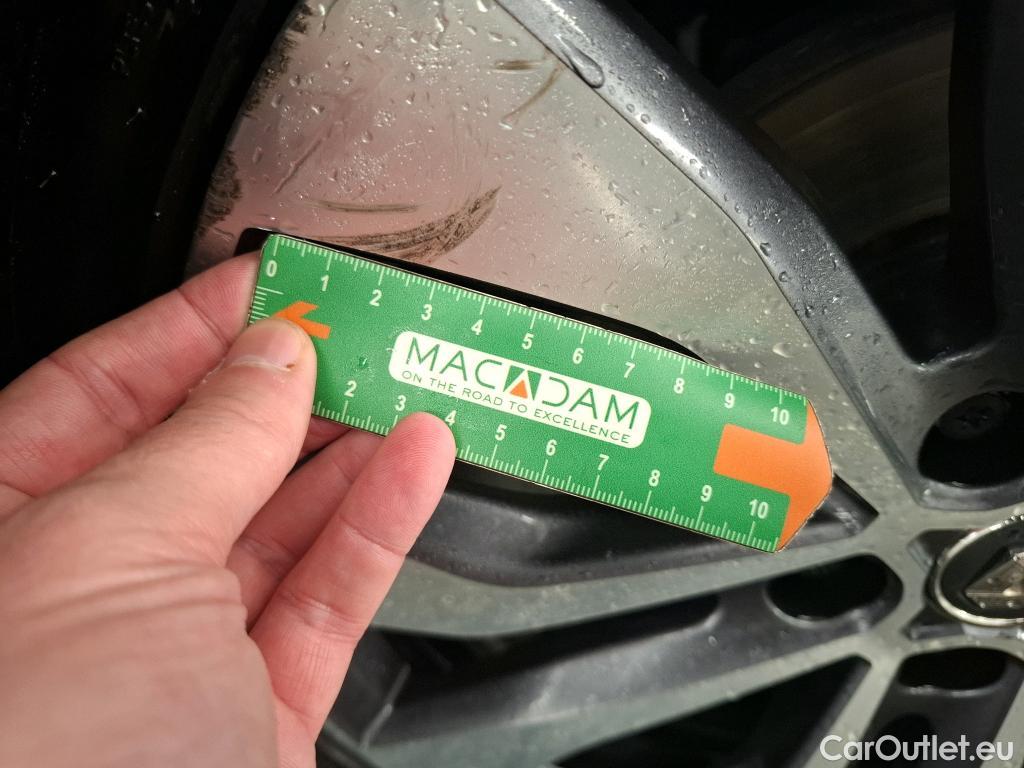 0 1 2 3 4 5 6 7 8 9 10
MACADAM
ON THE ROAD TO EXCELLENCE
2 3 4 5 6 7 8 9 10
CarOutlet.eu